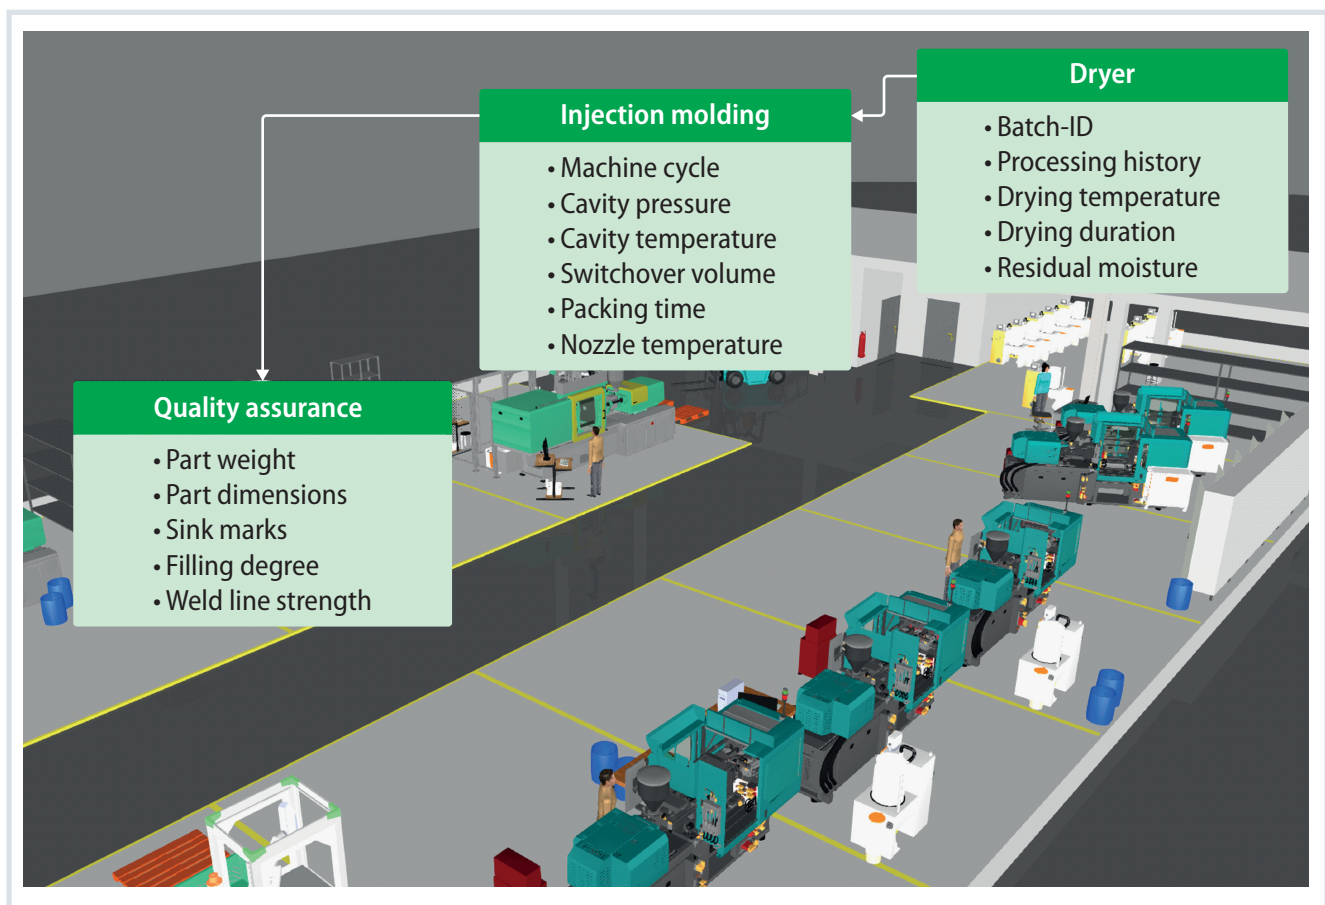 Dryer
• Batch-ID
• Processing history
• Drying temperature
• Drying duration
• Residual moisture
Injection molding
• Machine cycle
• Cavity pressure
• Cavity temperature
• Switchover volume
• Packing time
• Nozzle temperature
Quality assurance
• Part weight
• Part dimensions
• Sink marks
• Filling degree
• Weld line strength